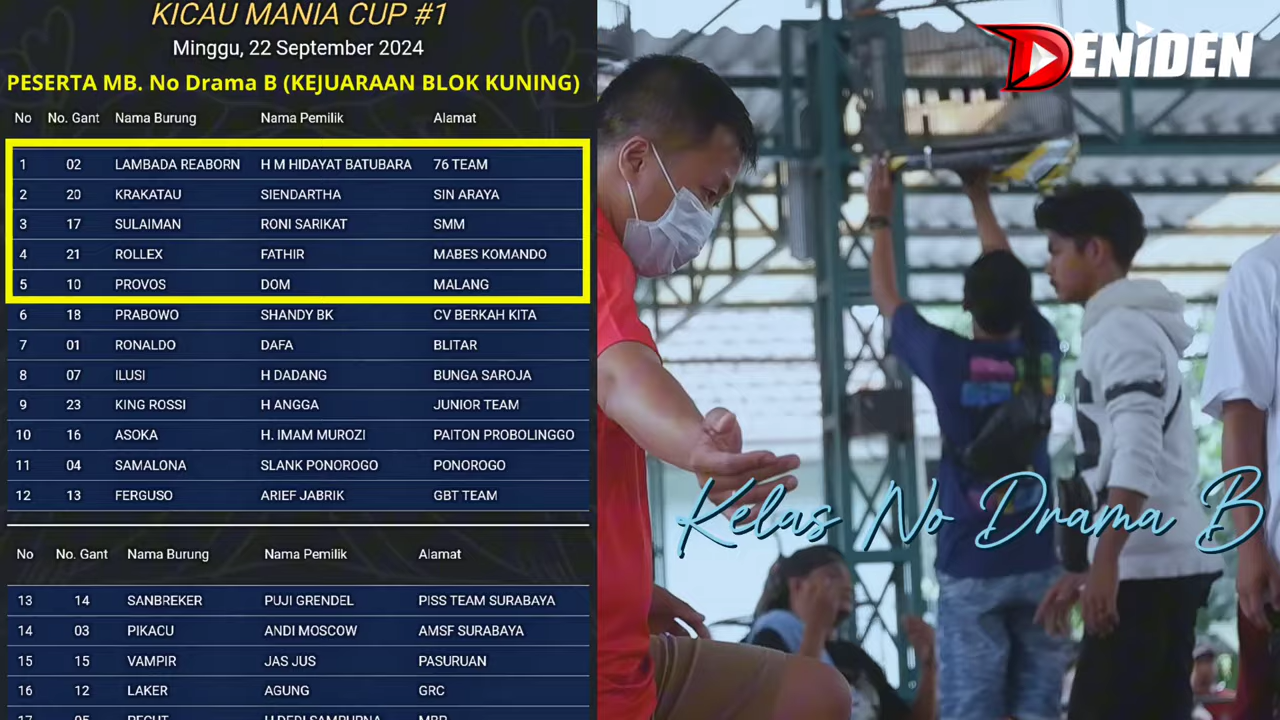 KICAU MANIA CUP #1
Minggu, 22 September 2024
PESERTA MB. No Drama B (KEJUARAAN BLOK KUNING)
No No. Gant Nama Burung Nama Pemilik Alamat
1 02 LAMBADA REABORN H M HIDAYAT BATUBARA 76 TEAM
2 20 KRAKATAU SIENDARTHA SIN ARAYA
3 17 SULAIMAN RONI SARIKAT SMM
4 21 ROLLEX FATHIR MABES KOMANDO
5 10 PROVOS DOM MALANG
6 18 PRABOWO SHANDY BK CV BERKAH KITA
7 01 RONALDO DAFA BLITAR
8 07 ILUSI H DADANG BUNGA SAROJA
9 23 KING ROSSI H ANGGA JUNIOR TEAM
10 16 ASOKA H. IMAM MUROZI PAITON PROBOLINGGO
11 04 SAMALONA SLANK PONOROGO PONOROGO
12 13 FERGUSO ARIEF JABRIK GBT TEAM
No No. Gant Nama Burung Nama Pemilik Alamat
13 14 SANBREKER PUJI GRENDEL PISS TEAM SURABAYA
14 03 PIKACU ANDI MOSCOW AMSF SURABAYA
15 15 VAMPIR JAS JUS PASURUAN
16 12 LAKER AGUNG GRC
17 05 PECUT H DEDI SAMPURNA MBR
DENIDEN
Kelas No Drama B